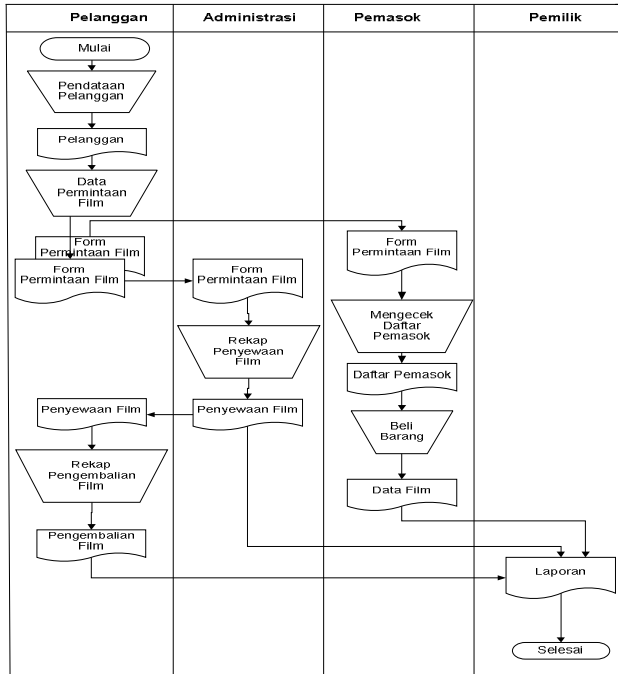 Pelanggan
Administrasi
Pemasok
Pemilik
Mulai
Pendataan
Pelanggan
Pelanggan
Data
Permintaan
Film
Form
Permintaan Film
Form
Permintaan Film
Form
Permintaan Film
Form
Permintaan Film
Rekap
Penyewaan
Film
Mengecek
Daftar
Pemasok
Daftar Pemasok
Penyewaan Film
Penyewaan Film
Beli
Barang
Rekap
Pengembalian
Film
Data Film
Pengembalian
Film
Laporan
Selesai